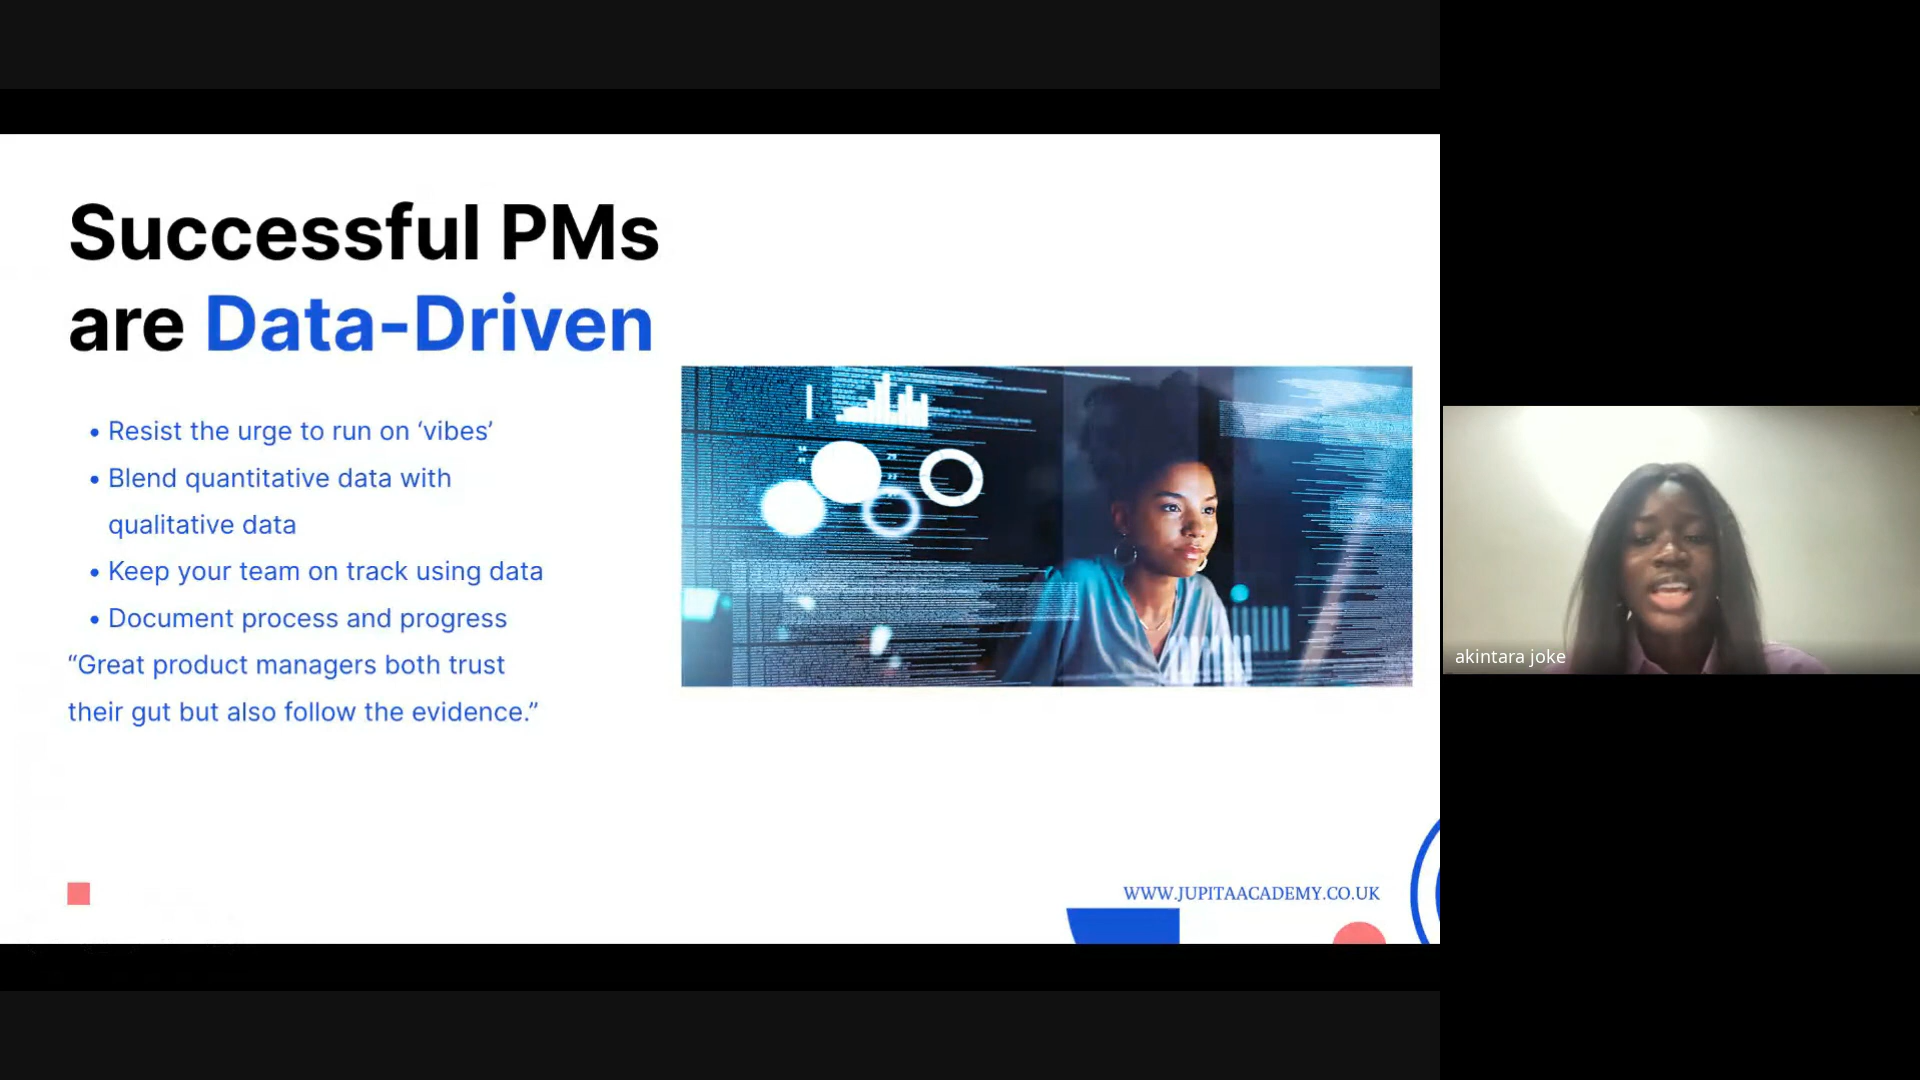 Successful PMs
are Data-Driven
• Resist the urge to run on ‘vibes’
• Blend quantitative data with
qualitative data
• Keep your team on track using data
• Document process and progress
“Great product managers both trust
their gut but also follow the evidence.”
WWW.JUPITAACADEMY.CO.UK
akintara joke